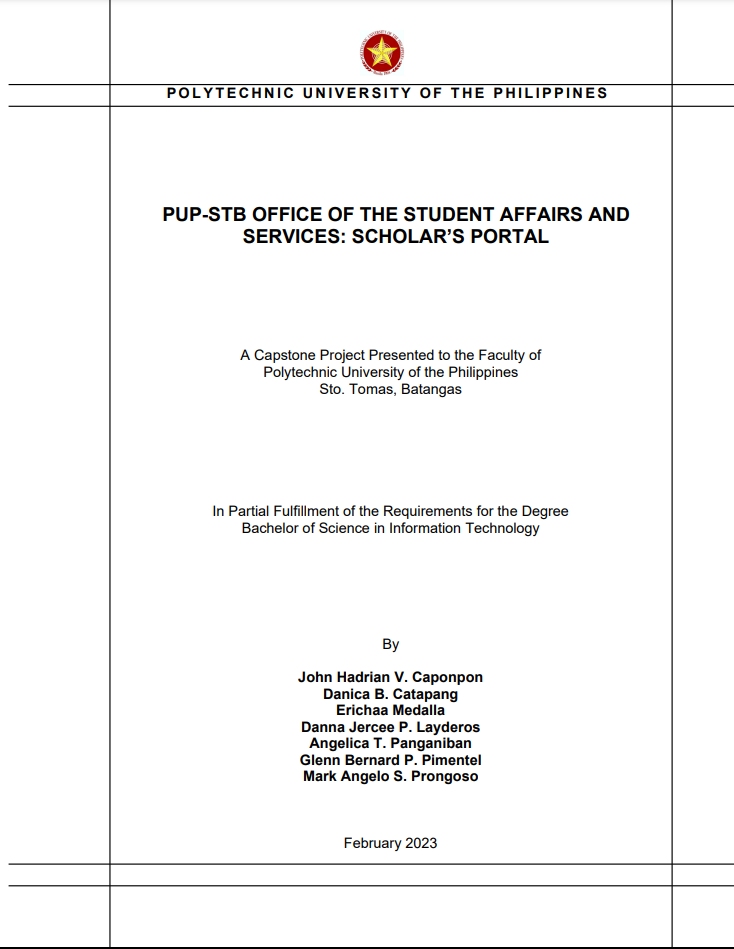 POLYTECHNIC UNIVERSITY OF THE PHILIPPINES
PUP-STB OFFICE OF THE STUDENT AFFAIRS AND
SERVICES: SCHOLAR’S PORTAL
A Capstone Project Presented to the Faculty of
Polytechnic University of the Philippines
Sto. Tomas, Batangas
In Partial Fulfillment of the Requirements for the Degree
Bachelor of Science in Information Technology
By
John Hadrian V. Caponpon
Danica B. Catapang
Erichaa Medalla
Danna Jercee P. Layderos
Angelica T. Panganiban
Glenn Bernard P. Pimentel
Mark Angelo S. Prongoso
February 2023